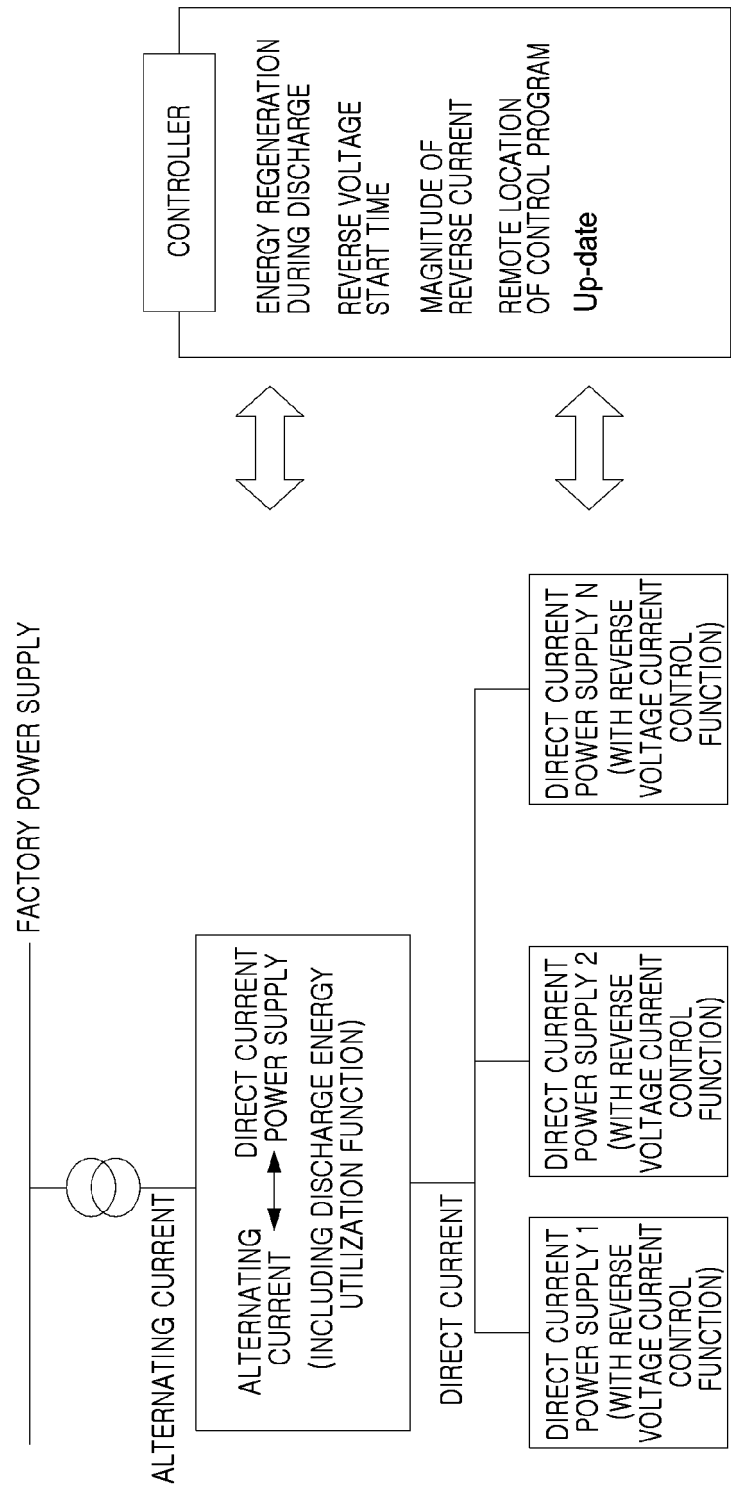 FACTORY POWER SUPPLY
ALTERNATING CURRENT
ALTERNATING
CURRENT
DIRECT CURRENT
POWER SUPPLY
(INCLUDING DISCHARGE ENERGY
UTILIZATION FUNCTION)
DIRECT CURRENT
DIRECT CURRENT
POWER SUPPLY 1
(WITH REVERSE
VOLTAGE CURRENT
CONTROL
FUNCTION)
DIRECT CURRENT
POWER SUPPLY 2
(WITH REVERSE
VOLTAGE CURRENT
CONTROL
FUNCTION)
DIRECT CURRENT
POWER SUPPLY N
(WITH REVERSE
VOLTAGE CURRENT
CONTROL
FUNCTION)
CONTROLLER
ENERGY REGENERATION
DURING DISCHARGE
REVERSE VOLTAGE
START TIME
MAGNITUDE OF
REVERSE CURRENT
REMOTE LOCATION
OF CONTROL PROGRAM
Up-date